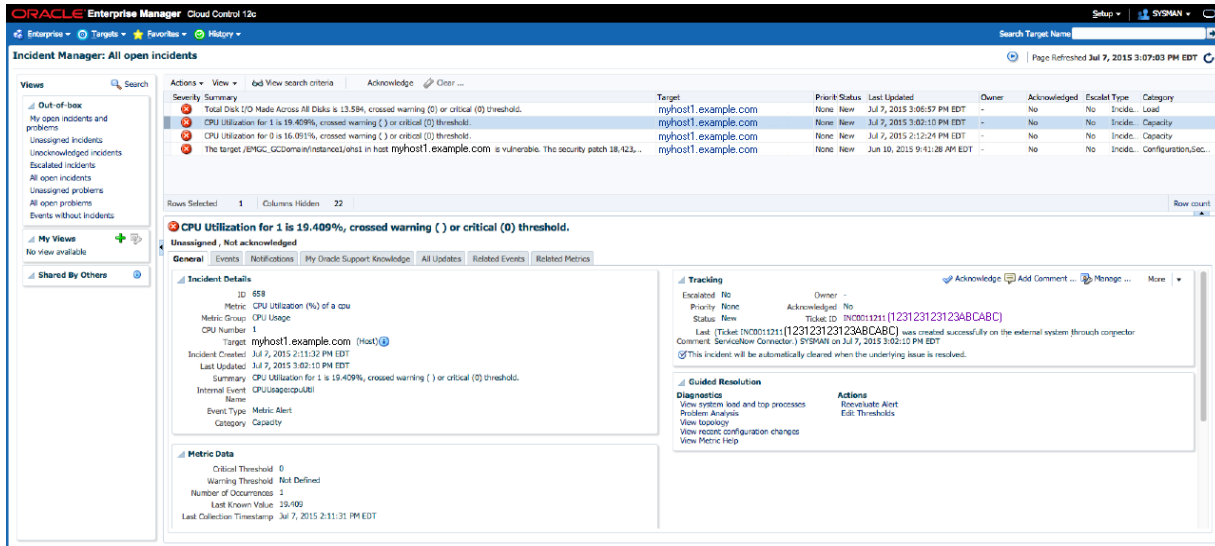 ORACLE Enterprise Manager Cloud Control 12c
Setup SYSMAN
Enterprise Targets Favorites History
Search Target Name
Incident Manager: All open incidents
Page Refreshed Jul 7, 2015 3:07:03 PM EDT
Views Search
Out-of-box
My open incidents and problems
Unassigned incidents
Unacknowledged incidents
Escalated incidents
All open incidents
Unassigned problems
All open problems
Events without incidents
My Views
No view available
Shared By Others
Actions View View search criteria Acknowledge Clear ...
Severity Summary Target Priorit Status Last Updated Owner Acknowledged Escalat Type Category
Total Disk I/O Made Across All Disks is 13.584, crossed warning (0) or critical (0) threshold. myhost1.example.com None New Jul 7, 2015 3:06:57 PM EDT - No No Incide... Load
CPU Utilization for 1 is 19.409%, crossed warning ( ) or critical (0) threshold. myhost1.example.com None New Jul 7, 2015 3:02:10 PM EDT - No No Incide... Capacity
CPU Utilization for 0 is 16.091%, crossed warning ( ) or critical (0) threshold. myhost1.example.com None New Jul 7, 2015 2:12:24 PM EDT - No No Incide... Capacity
The target /EMGC_GCDomain/instance1/ohs1 in host myhost1.example.com is vulnerable. The security patch 18,423,... myhost1.example.com None New Jun 10, 2015 9:41:28 AM EDT - No No Incide... Configuration,Sec...
Rows Selected 1 Columns Hidden 22 Row count
CPU Utilization for 1 is 19.409%, crossed warning ( ) or critical (0) threshold.
Unassigned , Not acknowledged
General Events Notifications My Oracle Support Knowledge All Updates Related Events Related Metrics
Incident Details
ID 658
Metric CPU Utilization (%) of a cpu
Metric Group CPU Usage
CPU Number 1
Target myhost1.example.com (Host)
Incident Created Jul 7, 2015 2:11:32 PM EDT
Last Updated Jul 7, 2015 3:02:10 PM EDT
Summary CPU Utilization for 1 is 19.409%, crossed warning ( ) or critical (0) threshold.
Internal Event Name CPUUsage:cpuUtil
Event Type Metric Alert
Category Capacity
Metric Data
Critical Threshold 0
Warning Threshold Not Defined
Number of Occurrences 1
Last Known Value 19.409
Last Collection Timestamp Jul 7, 2015 2:11:31 PM EDT
Tracking Acknowledge Add Comment ... Manage ... More
Escalated No Owner -
Priority None Acknowledged No
Status New Ticket ID INC0011211 (123123123123ABCABC)
Last Comment (Ticket INC0011211 (123123123123ABCABC) was created successfully on the external system through connector ServiceNow Connector.) SYSMAN on Jul 7, 2015 3:02:10 PM EDT
This incident will be automatically cleared when the underlying issue is resolved.
Guided Resolution
Diagnostics Actions
View system load and top processes Reevaluate Alert
Problem Analysis Edit Thresholds
View topology
View recent configuration changes
View Metric Help